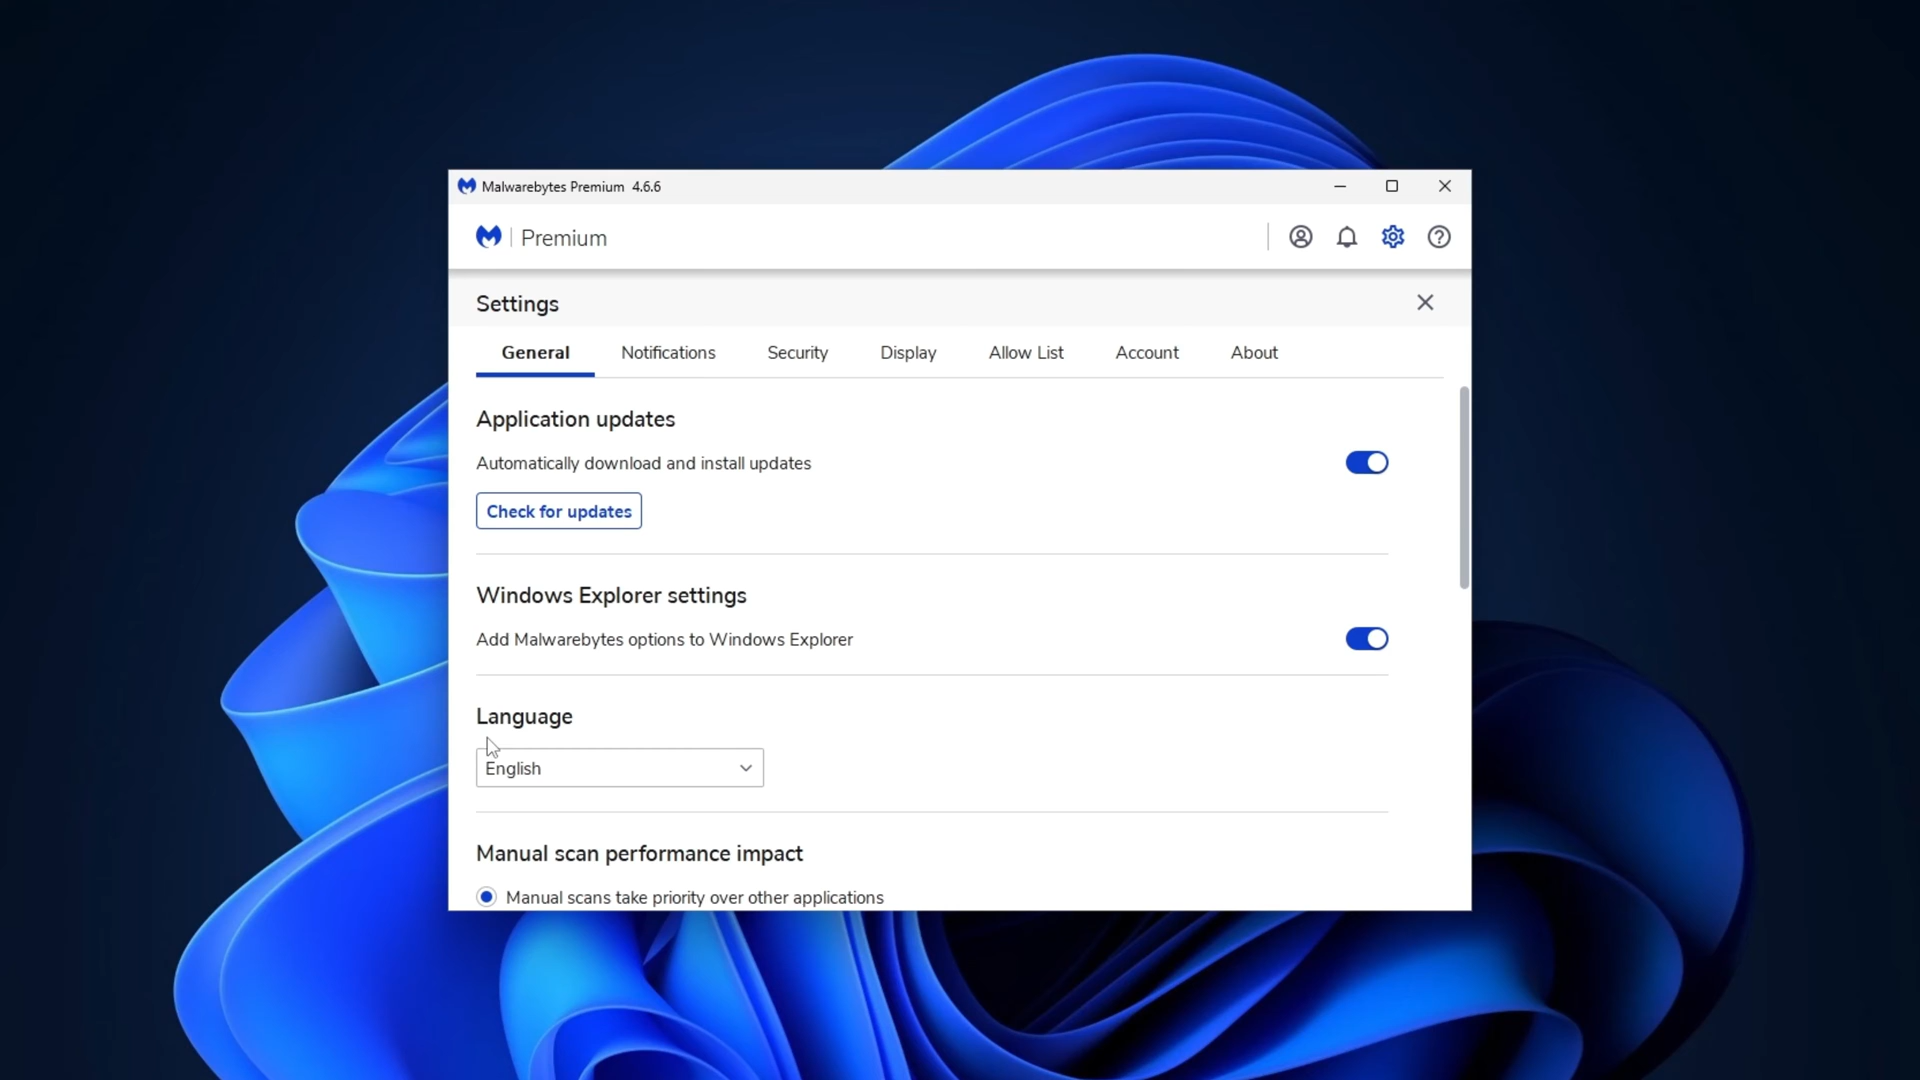 Malwarebytes Premium 4.6.6
Premium
Settings
General Notifications Security Display Allow List Account About
Application updates
Automatically download and install updates
Check for updates
Windows Explorer settings
Add Malwarebytes options to Windows Explorer
Language
English
Manual scan performance impact
Manual scans take priority over other applications